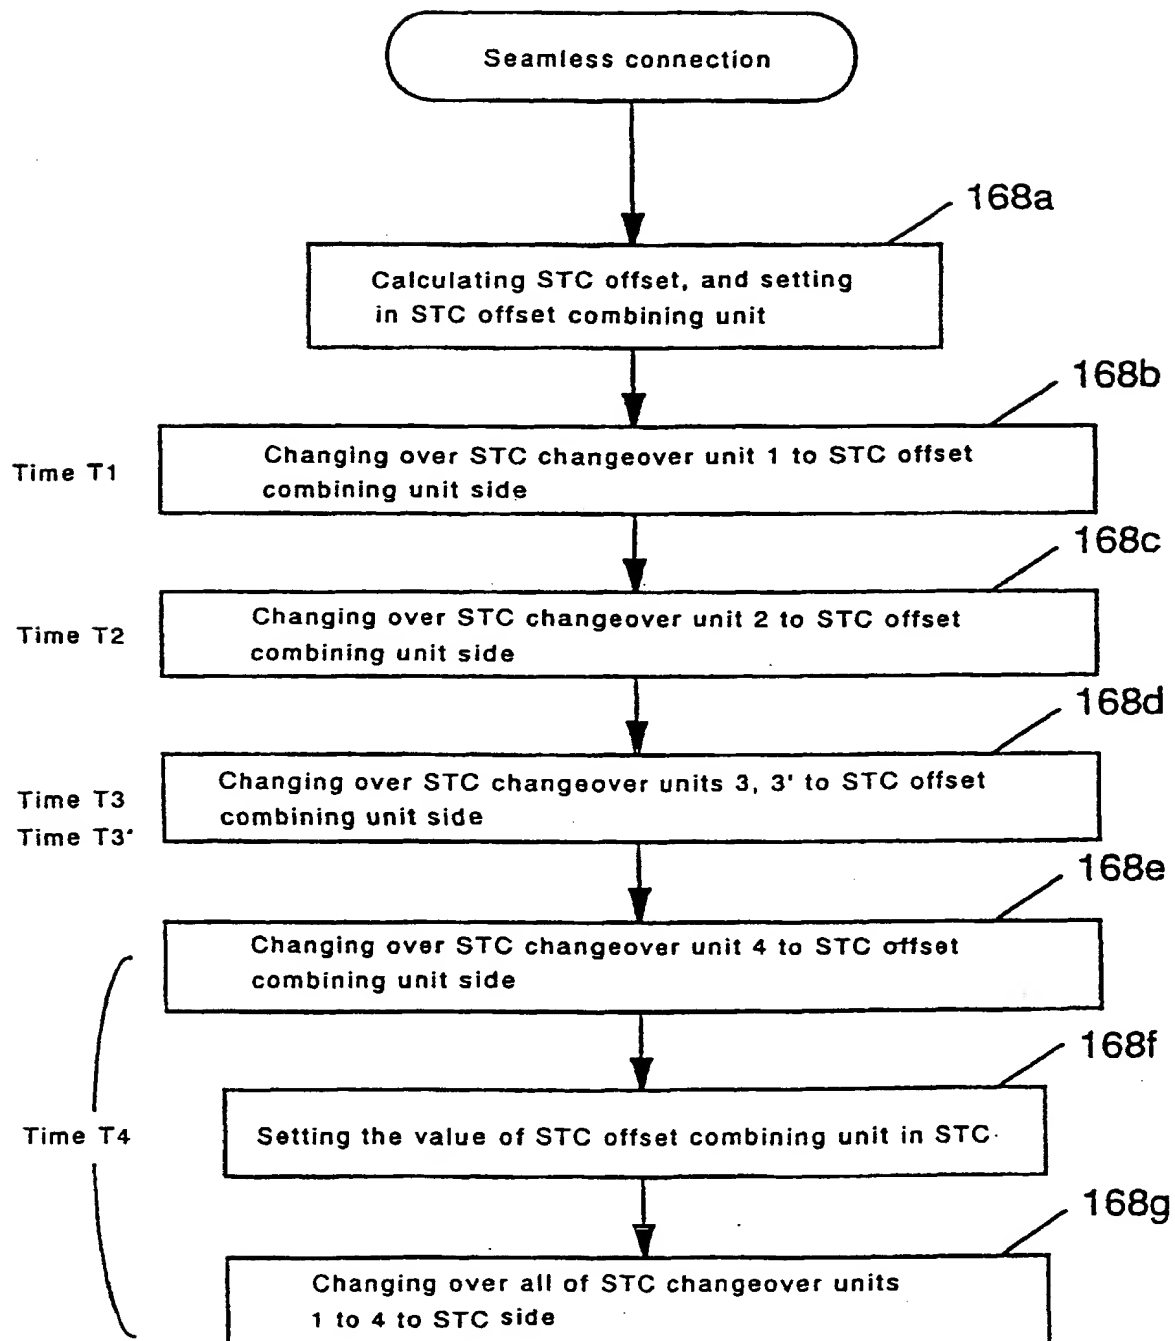 Seamless connection
168a
Calculating STC offset, and setting
in STC offset combining unit
168b
Time T1
Changing over STC changeover unit 1 to STC offset
combining unit side
168c
Time T2
Changing over STC changeover unit 2 to STC offset
combining unit side
168d
Time T3
Time T3'
Changing over STC changeover units 3, 3' to STC offset
combining unit side
168e
Changing over STC changeover unit 4 to STC offset
combining unit side
168f
Time T4
Setting the value of STC offset combining unit in STC
168g
Changing over all of STC changeover units
1 to 4 to STC side